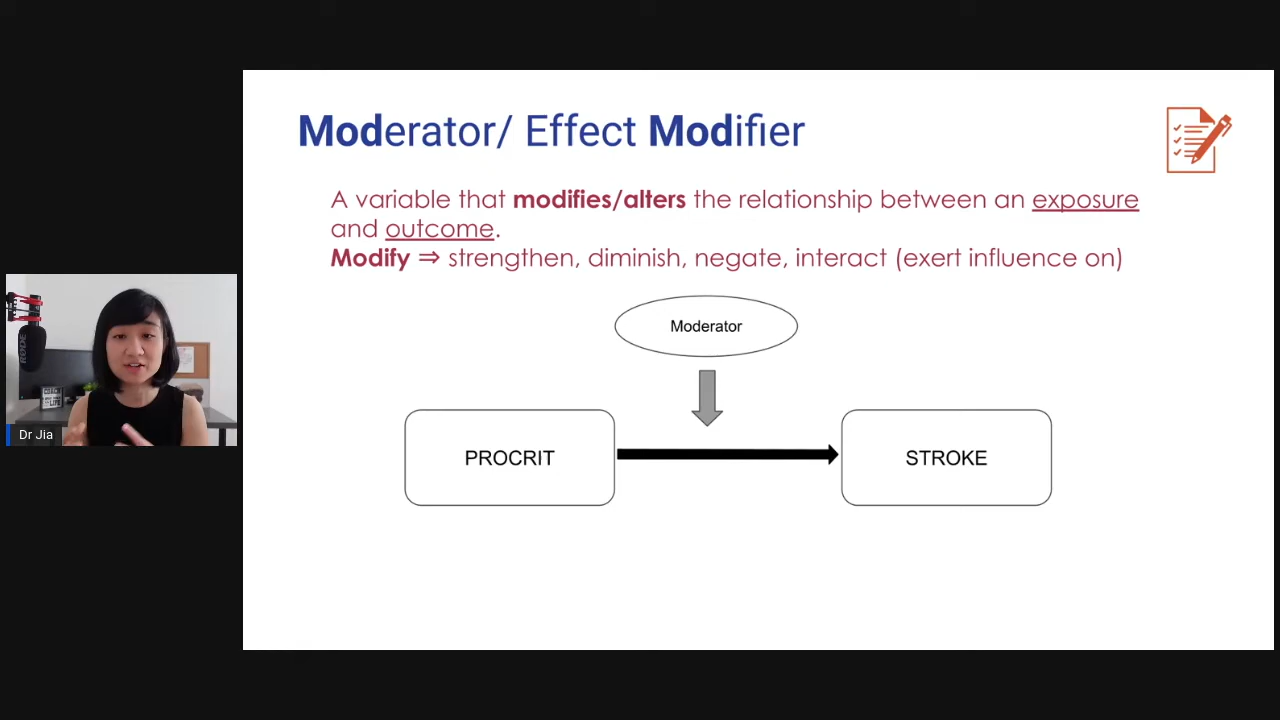 Moderator/ Effect Modifier
A variable that modifies/alters the relationship between an exposure
and outcome.
Modify ⇒ strengthen, diminish, negate, interact (exert influence on)
Moderator
PROCRIT
STROKE
RODE
Dr Jia